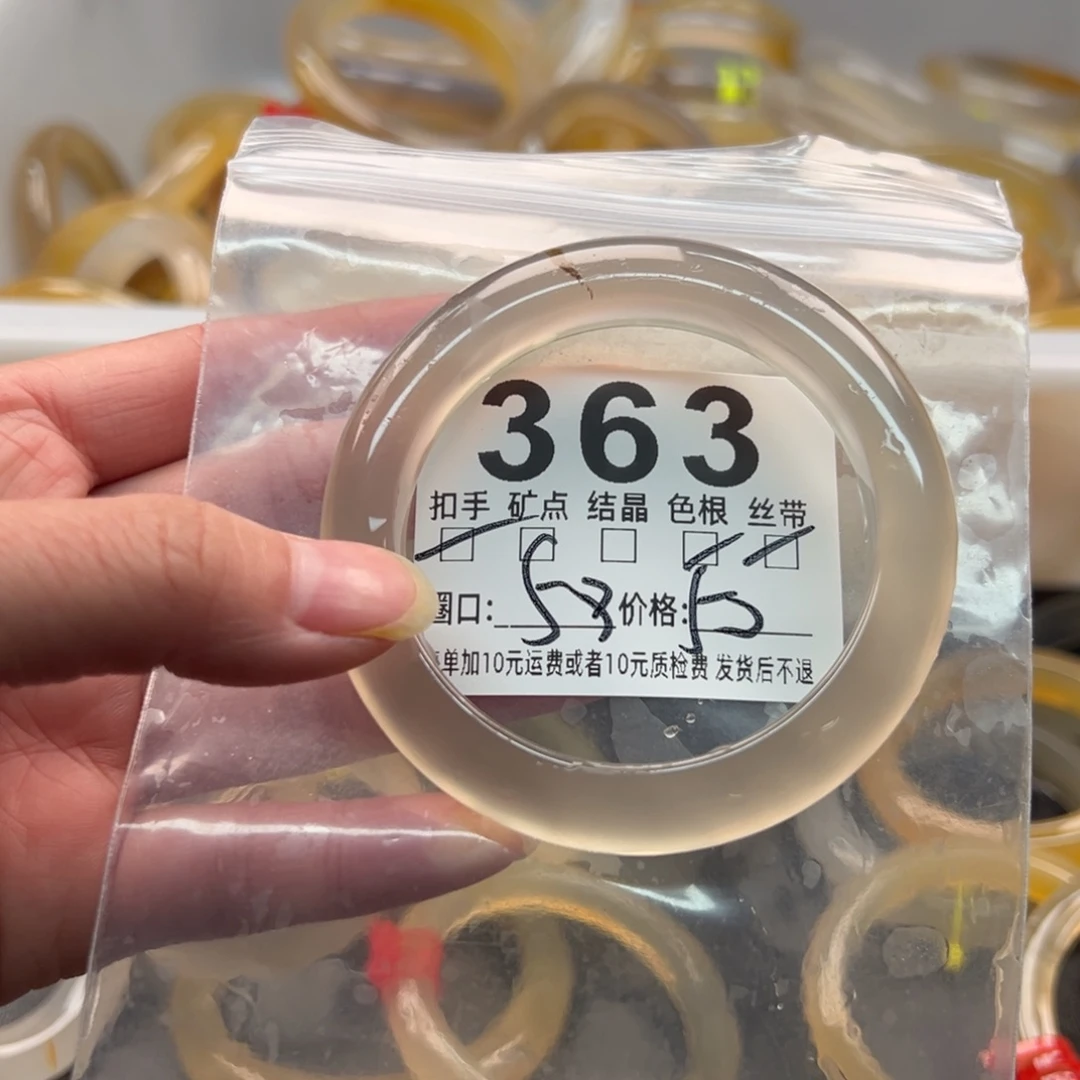 363
扣手 矿点 结晶 色根 丝带
圈口: 53 价格: 50
单加10元运费或者10元质检费 发货后不退